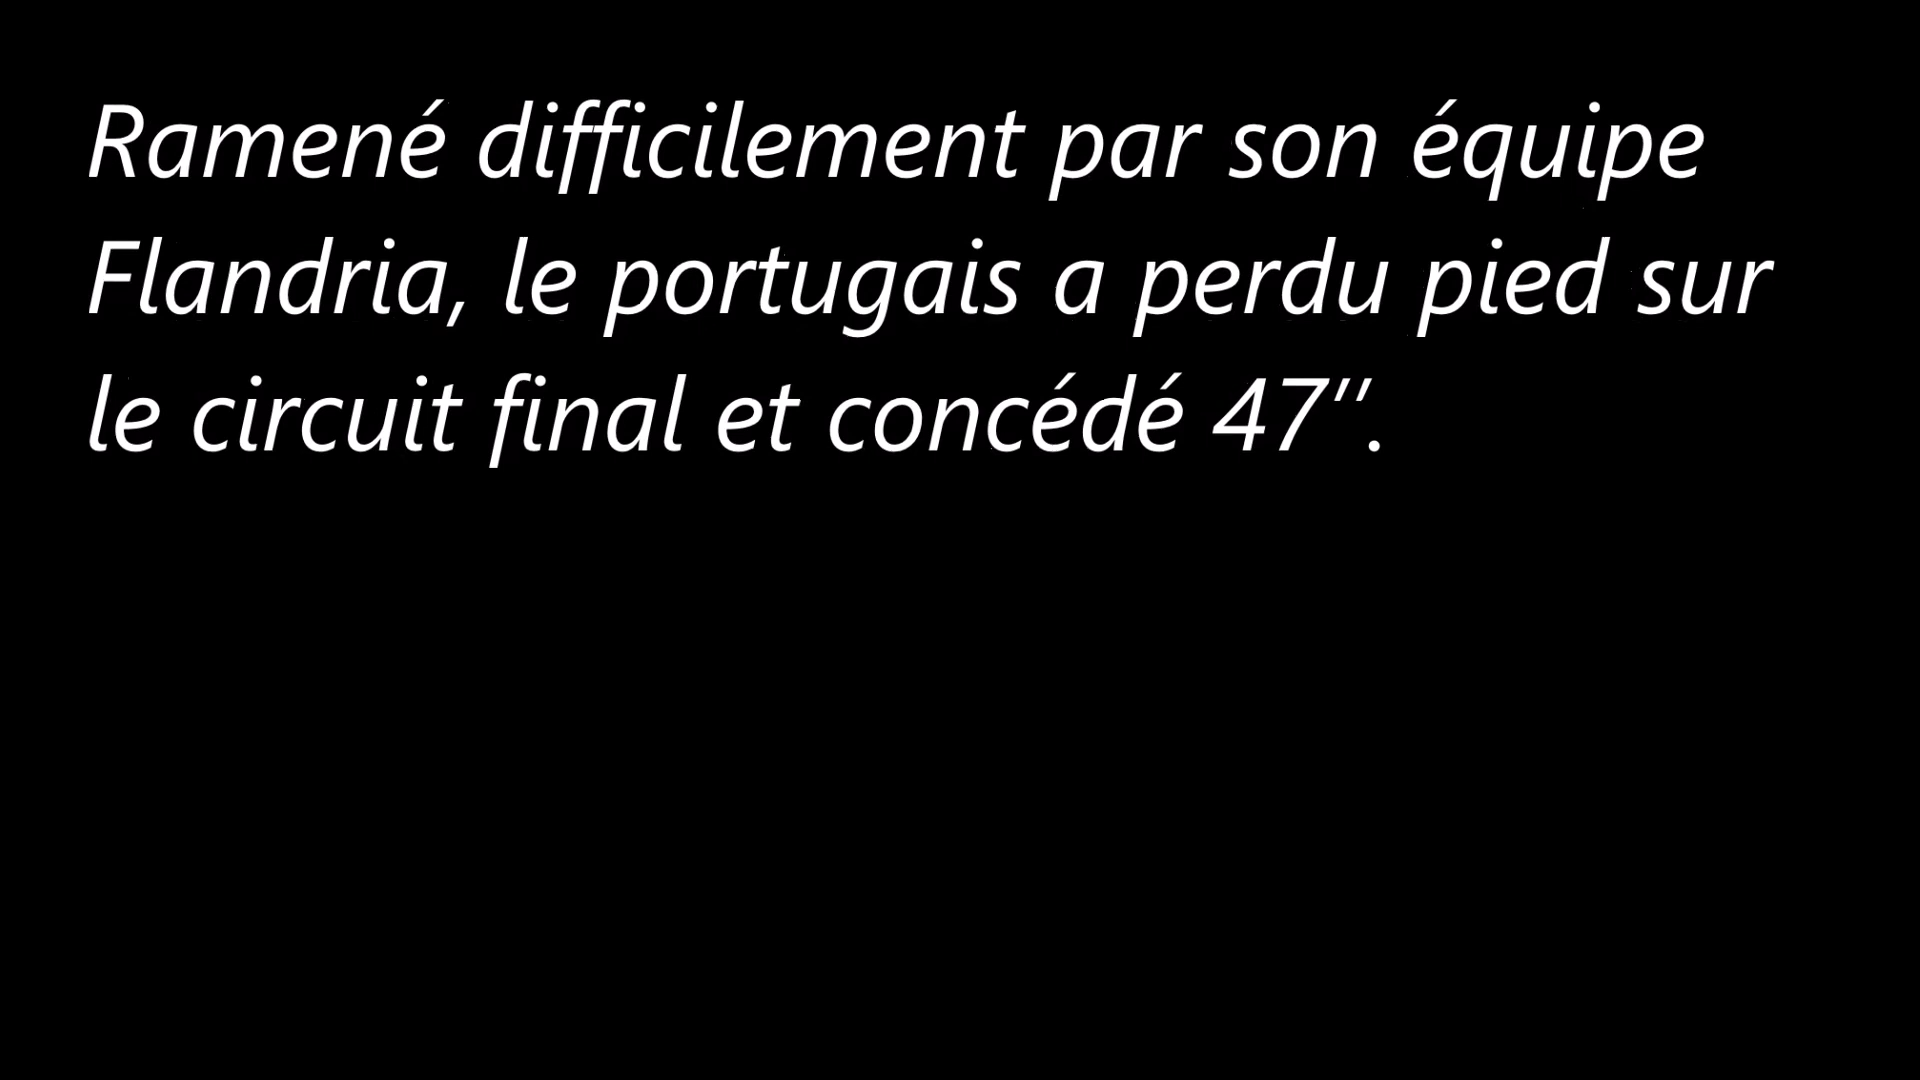 Ramené difficilement par son équipe
Flandria, le portugais a perdu pied sur
le circuit final et concédé 47’’.